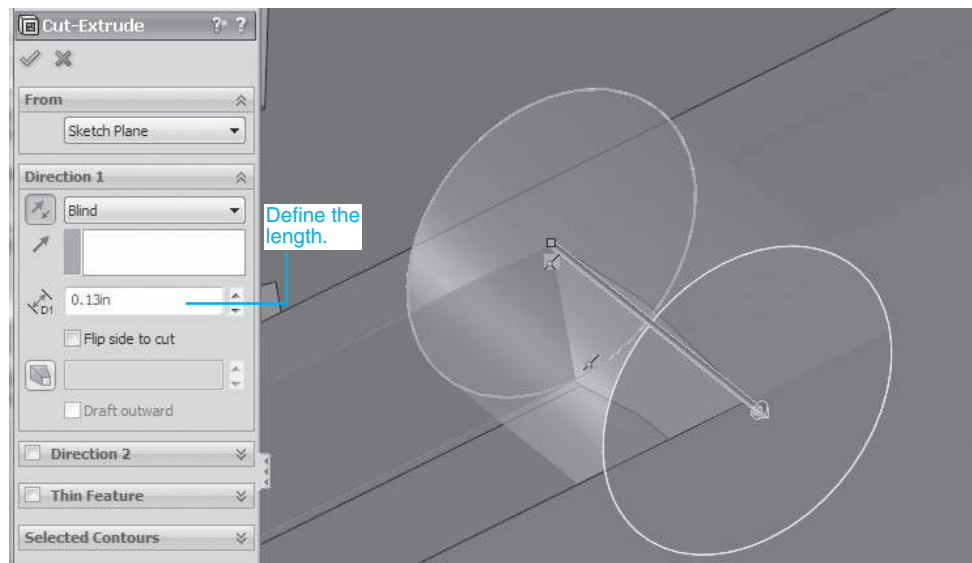 Cut-Extrude ? ?
From
Sketch Plane
Direction 1
Blind
Define the
length.
D1
0.13in
Flip side to cut
Draft outward
Direction 2
Thin Feature
Selected Contours